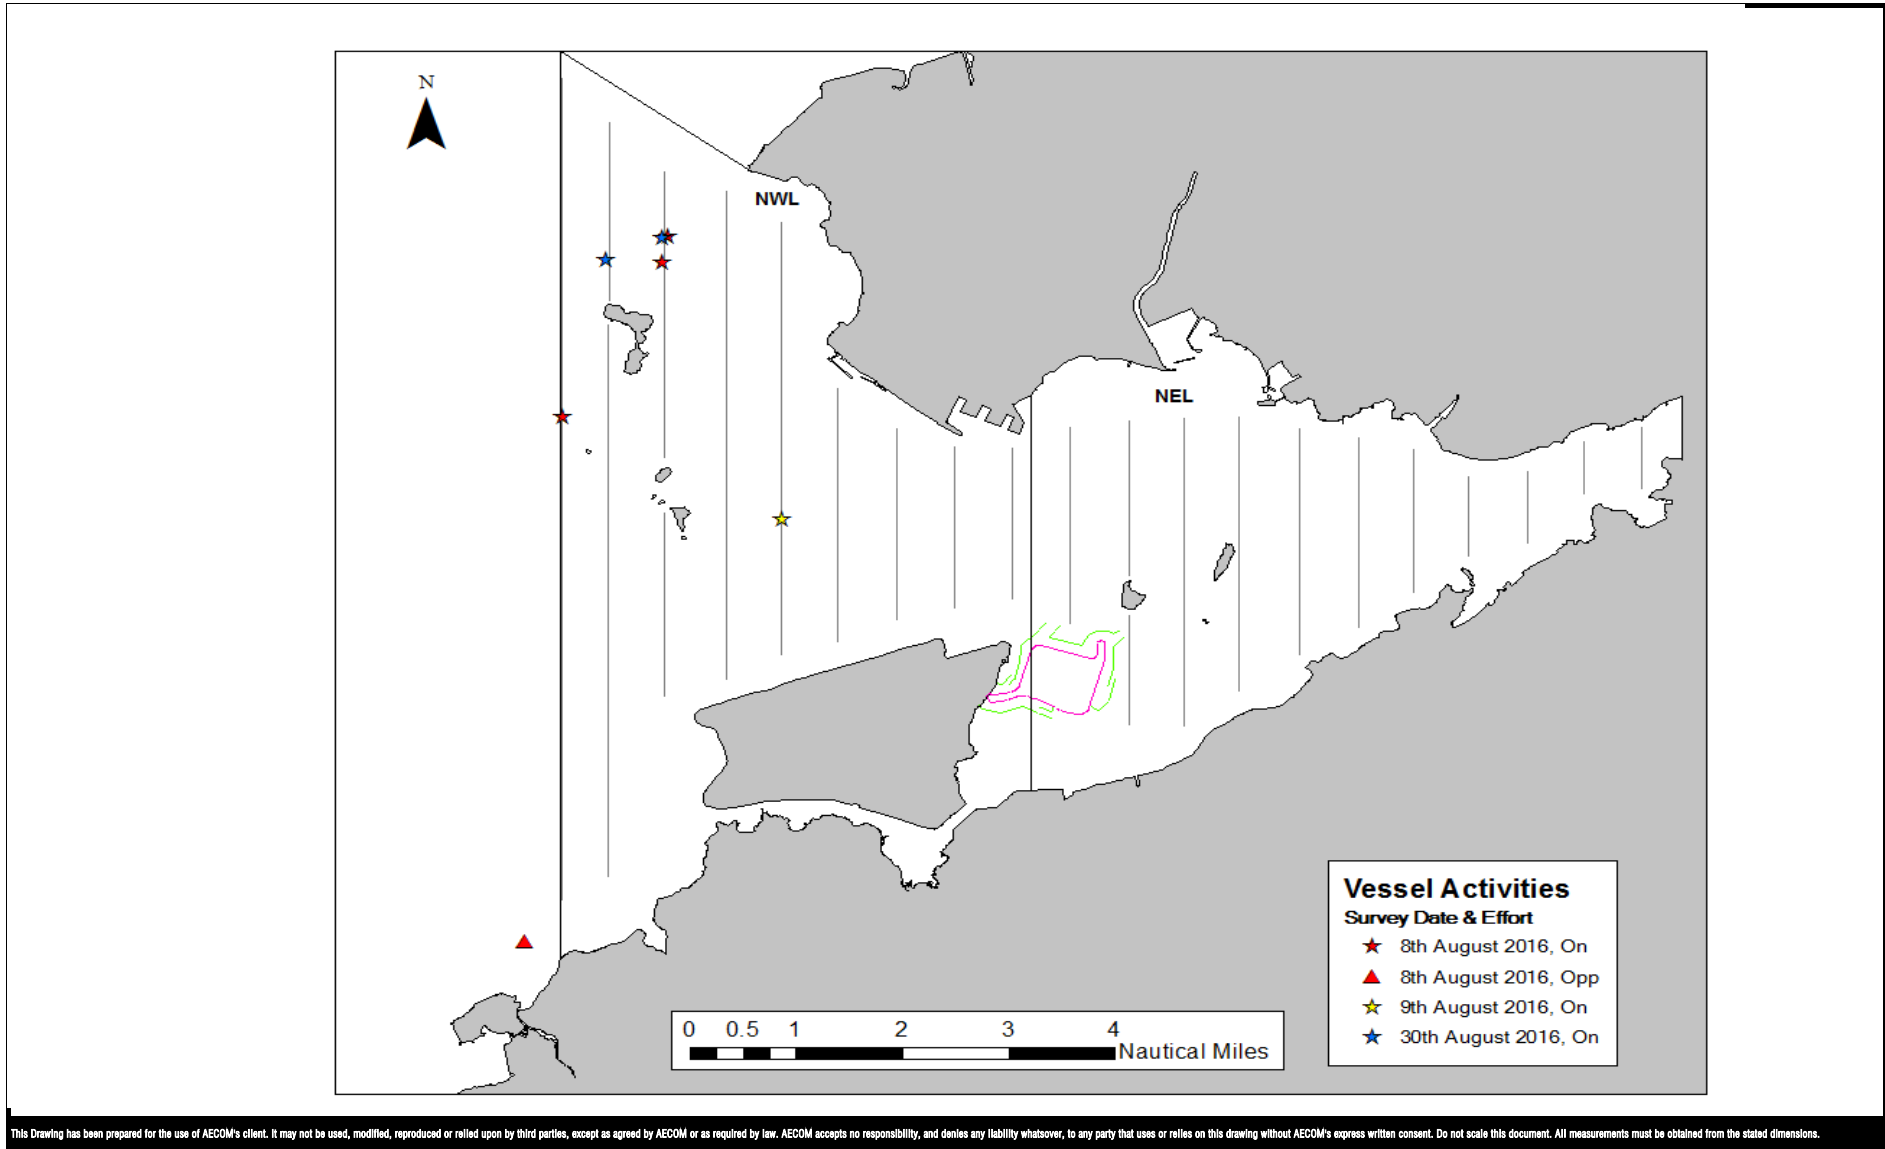 N
NWL
NEL
Vessel Activities
Survey Date & Effort
8th August 2016, On
8th August 2016, Opp
9th August 2016, On
30th August 2016, On
0 0.5 1 2 3 4
Nautical Miles
This Drawing has been prepared for the use of AECOM's client. It may not be used, modified, reproduced or relied upon by third parties, except as agreed by AECOM or as required by law. AECOM accepts no responsibility, and denies any liability whatsover, to any party that uses or relies on this drawing without AECOM's express written consent. Do not scale this document. All measurements must be obtained from the stated dimensions.